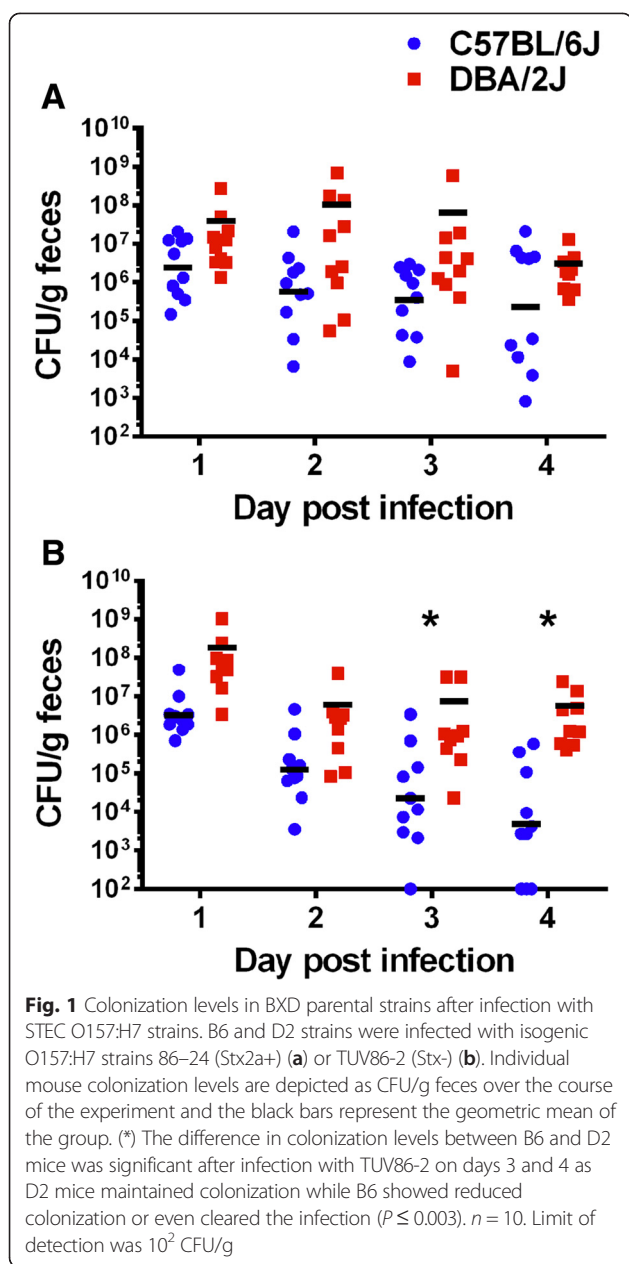 C57BL/6J
DBA/2J
A
10^10
10^9
10^8
10^7
10^6
10^5
10^4
10^3
10^2
CFU/g feces
1 2 3 4
Day post infection
B
10^10
10^9
10^8
10^7
10^6
10^5
10^4
10^3
10^2
CFU/g feces
* *
1 2 3 4
Day post infection
Fig. 1 Colonization levels in BXD parental strains after infection with
STEC O157:H7 strains. B6 and D2 strains were infected with isogenic
O157:H7 strains 86–24 (Stx2a+) (a) or TUV86-2 (Stx-) (b). Individual
mouse colonization levels are depicted as CFU/g feces over the course
of the experiment and the black bars represent the geometric mean of
the group. (*) The difference in colonization levels between B6 and D2
mice was significant after infection with TUV86-2 on days 3 and 4 as
D2 mice maintained colonization while B6 showed reduced
colonization or even cleared the infection (P ≤ 0.003). n = 10. Limit of
detection was 10^2 CFU/g